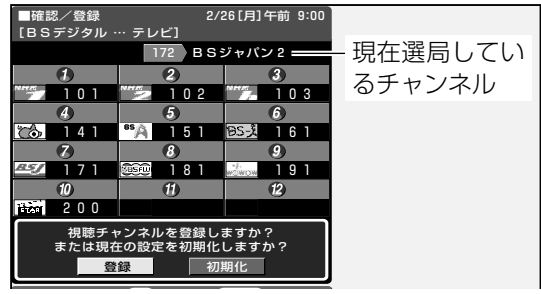 ■確認／登録 2/26[月]午前 9:00
[BSデジタル … テレビ]
172 BSジャパン2
現在選局してい
るチャンネル
1 2 3
101 102 103
4 5 6
141 BSA 151 BS-i 161
7 8 9
BSJ 171 BSFUJI 181 WOWOW 191
10 11 12
200
視聴チャンネルを登録しますか？
または現在の設定を初期化しますか？
登録 初期化